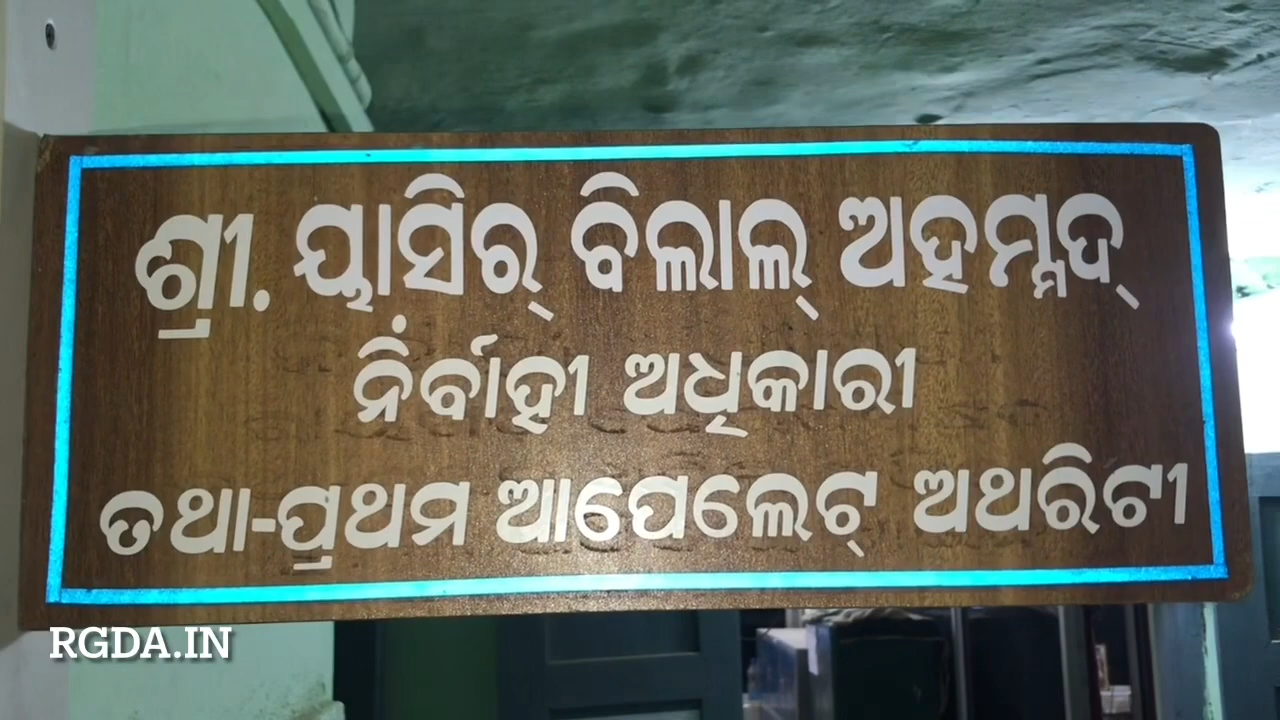 ଶ୍ରୀ. ୟାସିର୍ ବିଲାଲ୍ ଅହମ୍ମଦ୍
ନିର୍ବାହୀ ଅଧିକାରୀ
ତଥା-ପ୍ରଥମ ଆପେଲେଟ୍ ଅଥରିଟୀ
RGDA.IN